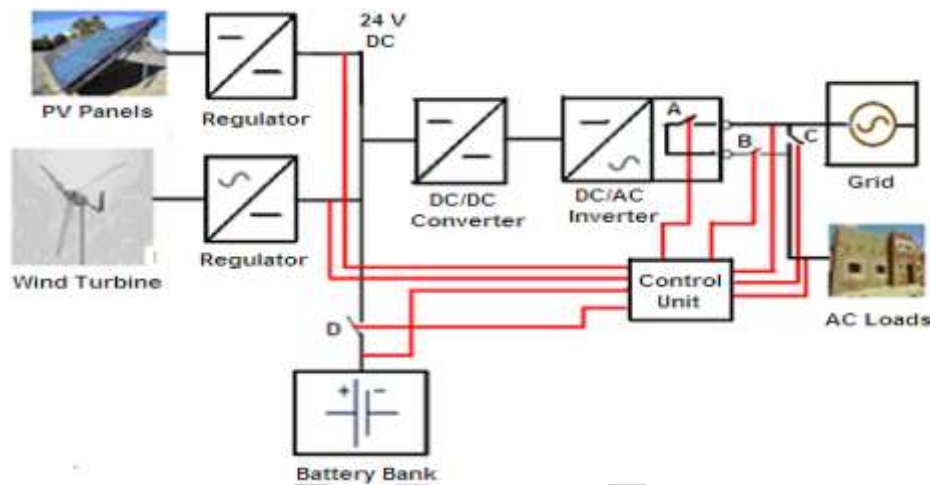 24 V
DC
PV Panels
Regulator
A
B
C
DC/DC
Converter
DC/AC
Inverter
Grid
Wind Turbine
Regulator
Control
Unit
AC Loads
D
+ -
Battery Bank